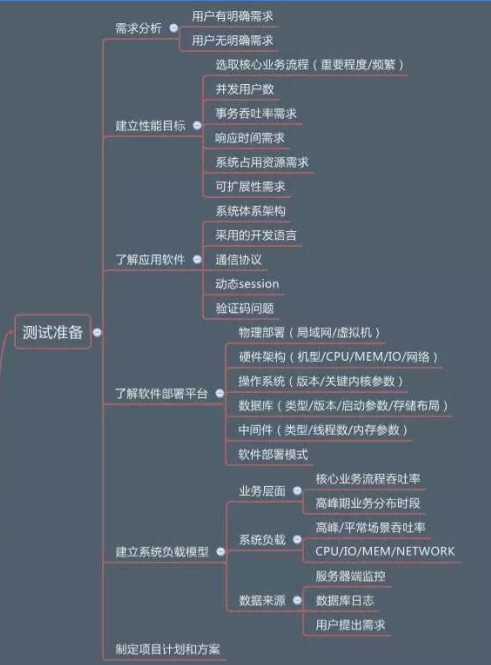 测试准备
需求分析
用户有明确需求
用户无明确需求
建立性能目标
选取核心业务流程（重要程度/频繁）
并发用户数
事务吞吐率需求
响应时间需求
系统占用资源需求
可扩展性需求
了解应用软件
系统体系架构
采用的开发语言
通信协议
动态session
验证码问题
了解软件部署平台
物理部署（局域网/虚拟机）
硬件架构（机型/CPU/MEM/IO/网络）
操作系统（版本/关键内核参数）
数据库（类型/版本/启动参数/存储布局）
中间件（类型/线程数/内存参数）
软件部署模式
建立系统负载模型
业务层面
核心业务流程吞吐率
高峰期业务分布时段
系统负载
高峰/平常场景吞吐率
CPU/IO/MEM/NETWORK
数据来源
服务器端监控
数据库日志
用户提出需求
制定项目计划和方案